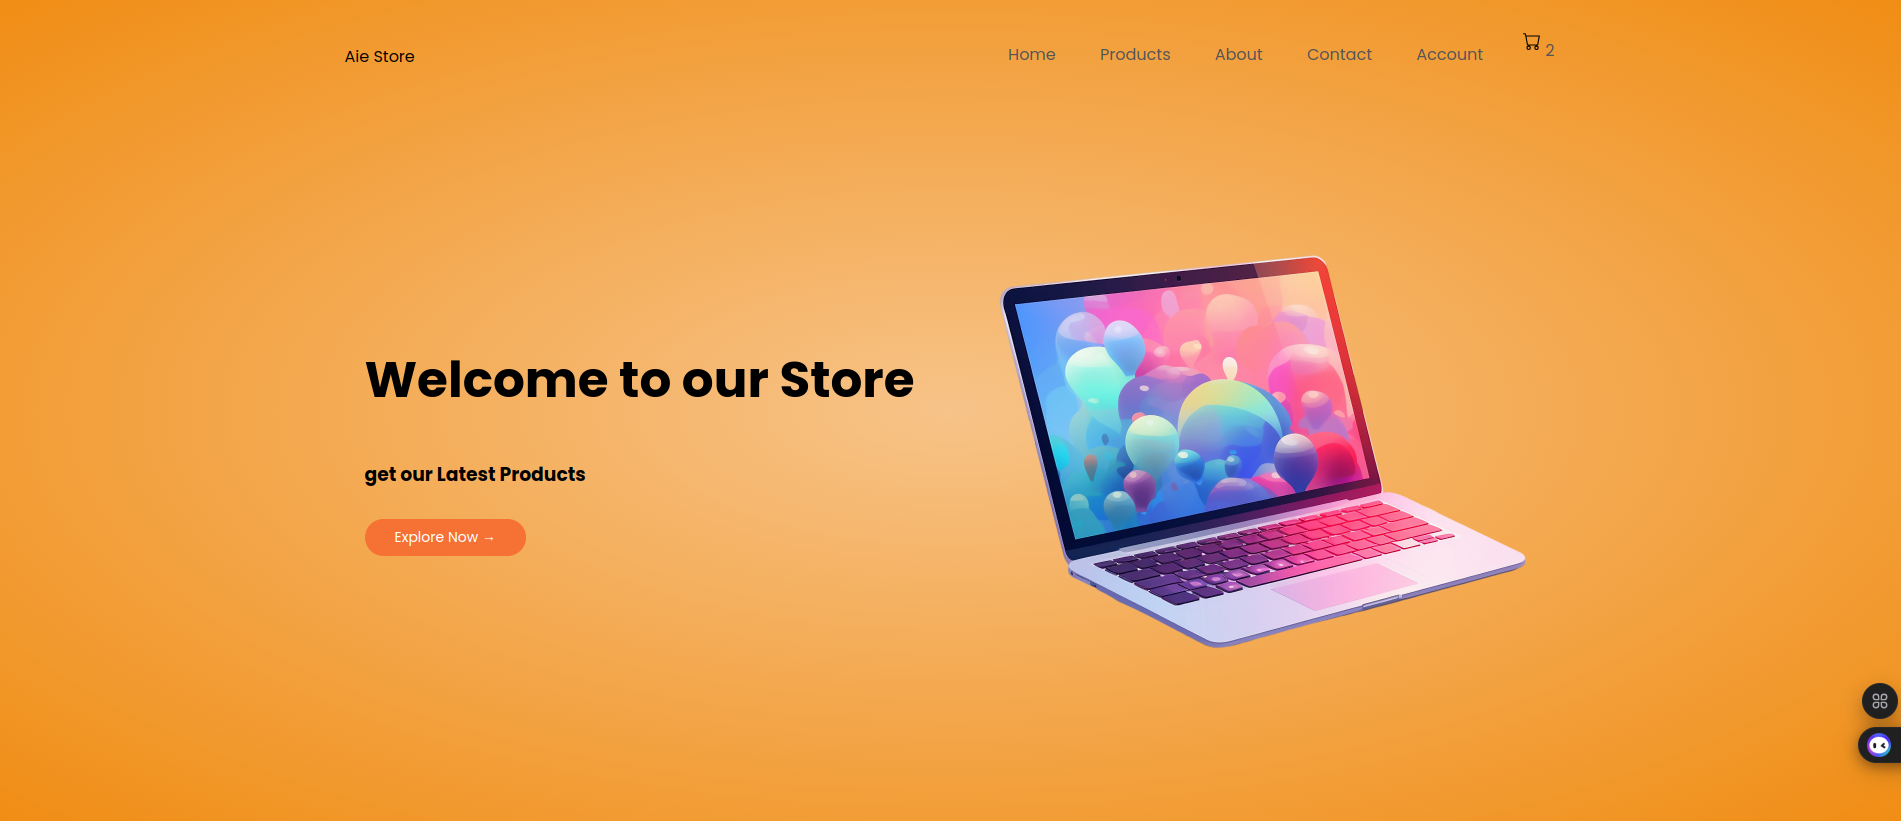 Aie Store
Home Products About Contact Account 2
Welcome to our Store
get our Latest Products
Explore Now →